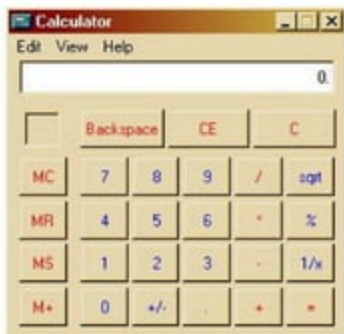 Calculator
Edit View Help
0.
Backspace CE C
MC 7 8 9 / sqrt
MR 4 5 6 * %
MS 1 2 3 - 1/x
M+ 0 +/- . + =